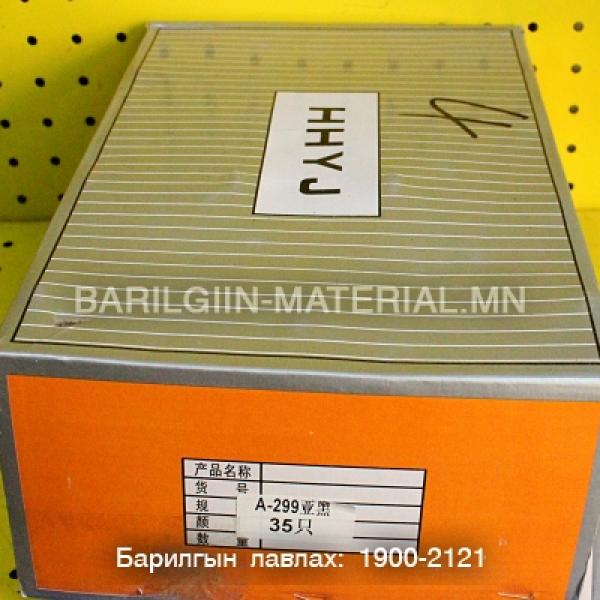 HHYJ
BARILGIIN-MATERIAL.MN
产品名称
货 号
规
A-299亚黑
颜
35只
数 量
Барилгын лавлах: 1900-2121